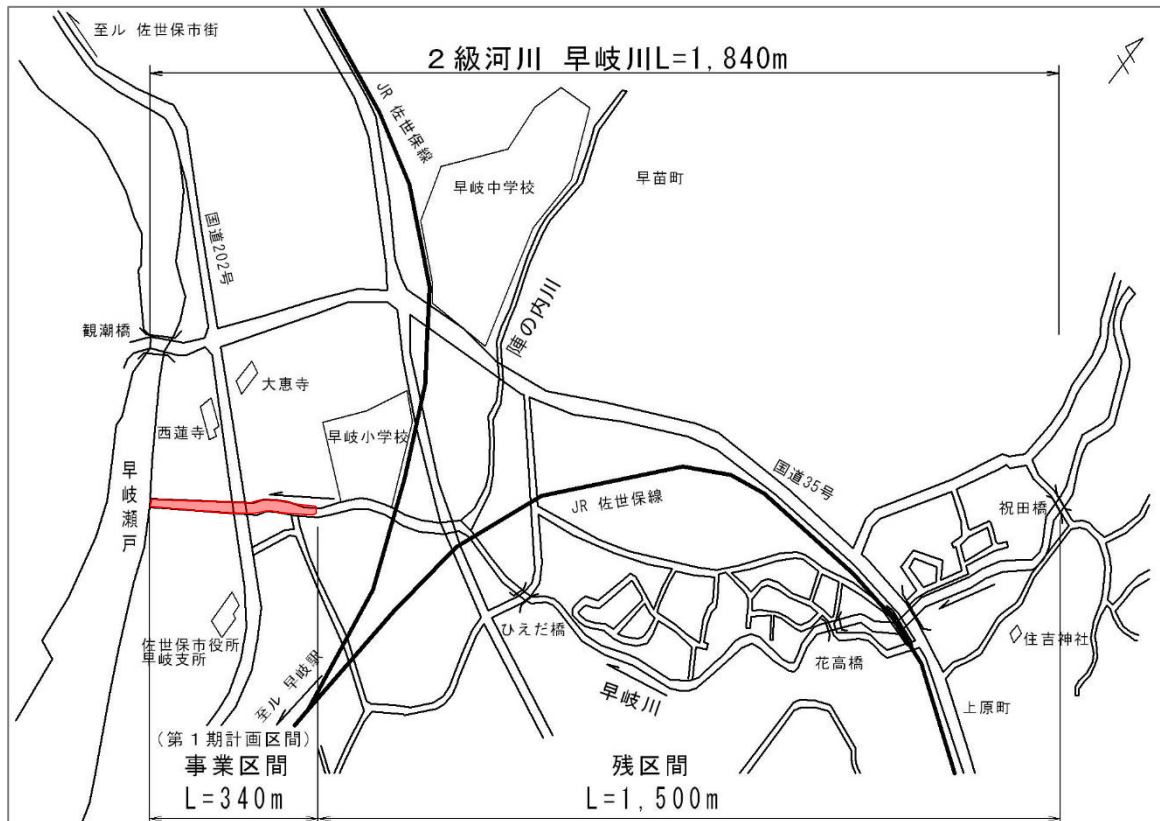 至ル 佐世保市街
2級河川 早岐川L=1,840m
JR 佐世保線
早岐中学校
早苗町
国道202号
陣の内川
観潮橋
大恵寺
西蓮寺
早岐小学校
早岐瀬戸
国道35号
JR 佐世保線
祝田橋
佐世保市役所
早岐支所
ひえだ橋
花高橋
住吉神社
早岐川
上原町
至ル 早岐駅
(第1期計画区間)
事業区間
L=340m
残区間
L=1,500m